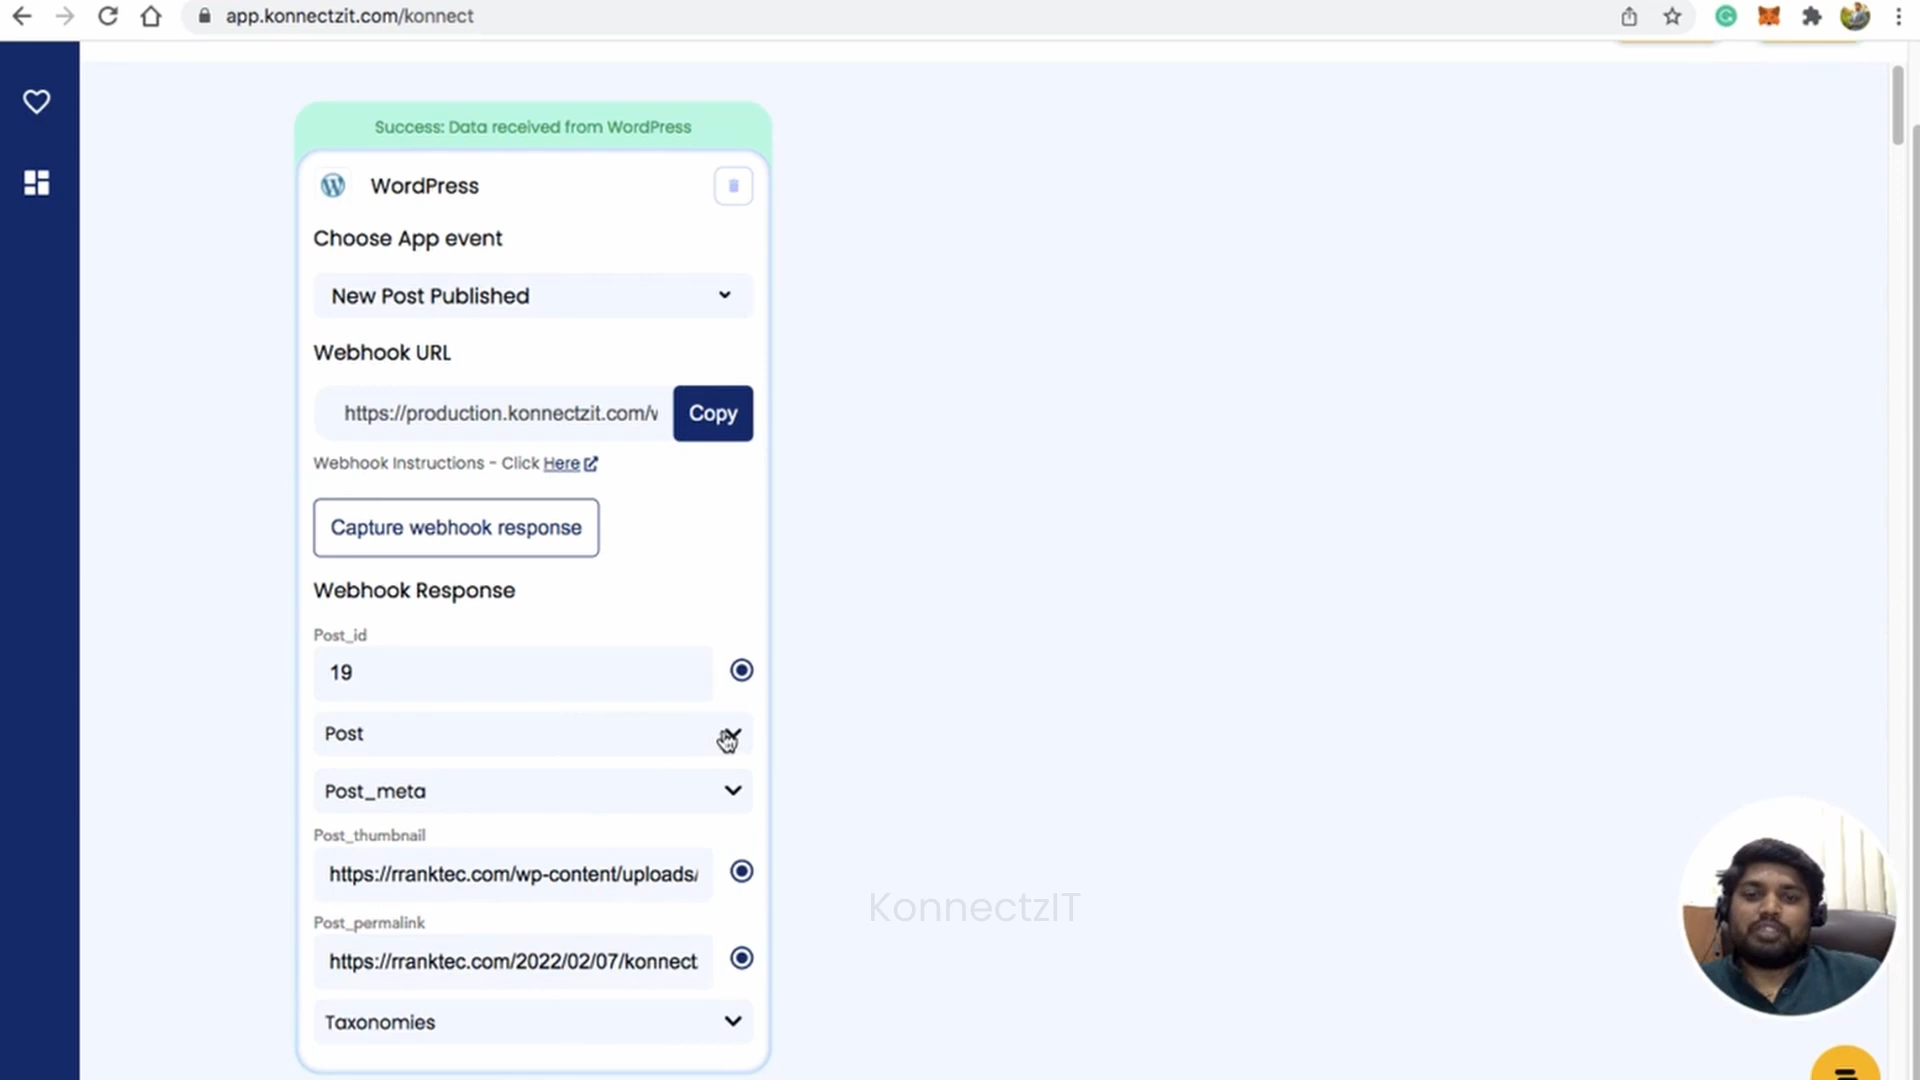 app.konnectzit.com/konnect
Success: Data received from WordPress
WordPress
Choose App event
New Post Published
Webhook URL
https://production.konnectzit.com/v
Copy
Webhook Instructions - Click Here
Capture webhook response
Webhook Response
Post_id
19
Post
Post_meta
Post_thumbnail
https://rranktec.com/wp-content/uploads/
Post_permalink
https://rranktec.com/2022/02/07/konnect
Taxonomies
KonnectzIT